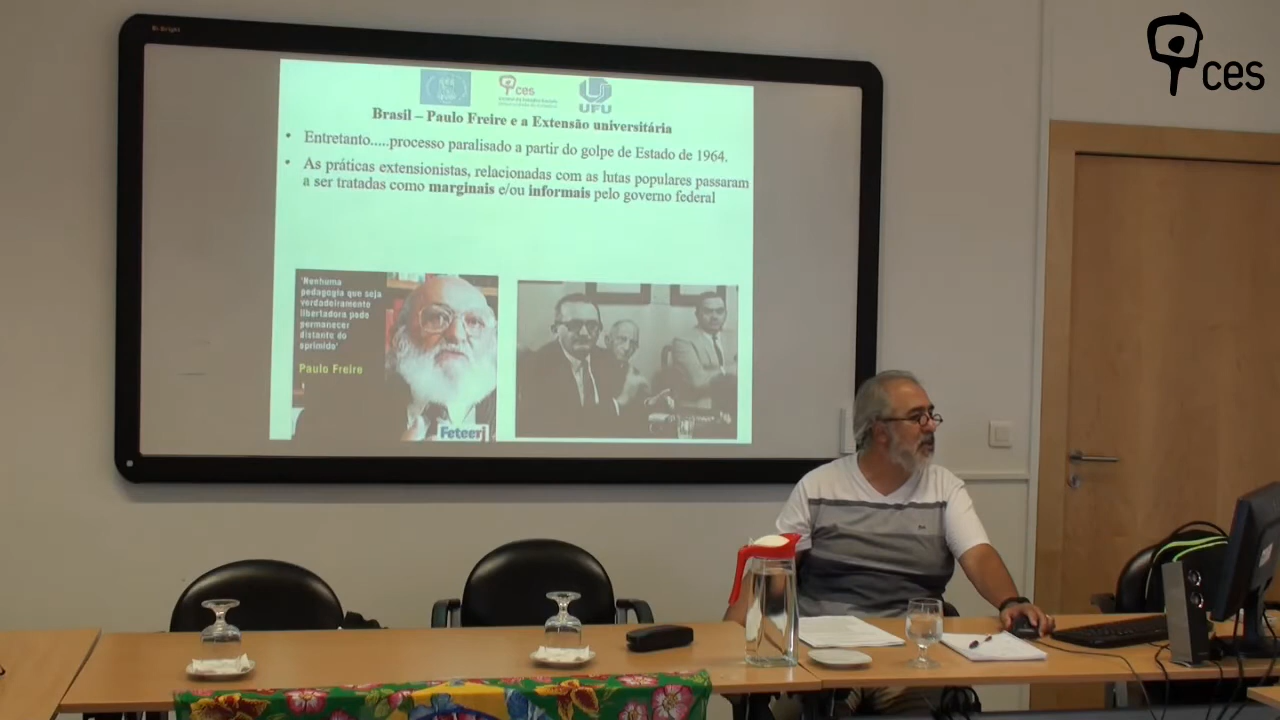 ces
ces
UFU
Brasil – Paulo Freire e a Extensão universitária
• Entretanto.....processo paralisado a partir do golpe de Estado de 1964.
• As práticas extensionistas, relacionadas com as lutas populares passaram
a ser tratadas como marginais e/ou informais pelo governo federal
'Nenhuma
pedagogia que seja
verdadeiramente
libertadora pode
permanecer
distante do
oprimido'
Paulo Freire
Feteerj